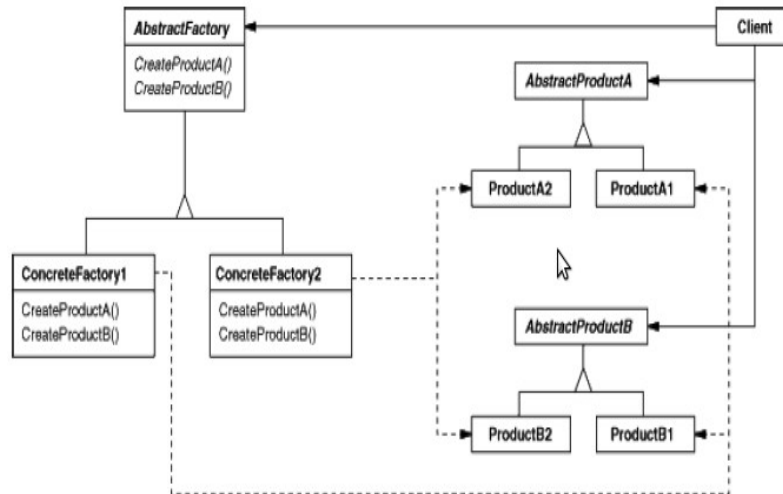 AbstractFactory
CreateProductA()
CreateProductB()
Client
AbstractProductA
ProductA2
ProductA1
ConcreteFactory1
CreateProductA()
CreateProductB()
ConcreteFactory2
CreateProductA()
CreateProductB()
AbstractProductB
ProductB2
ProductB1